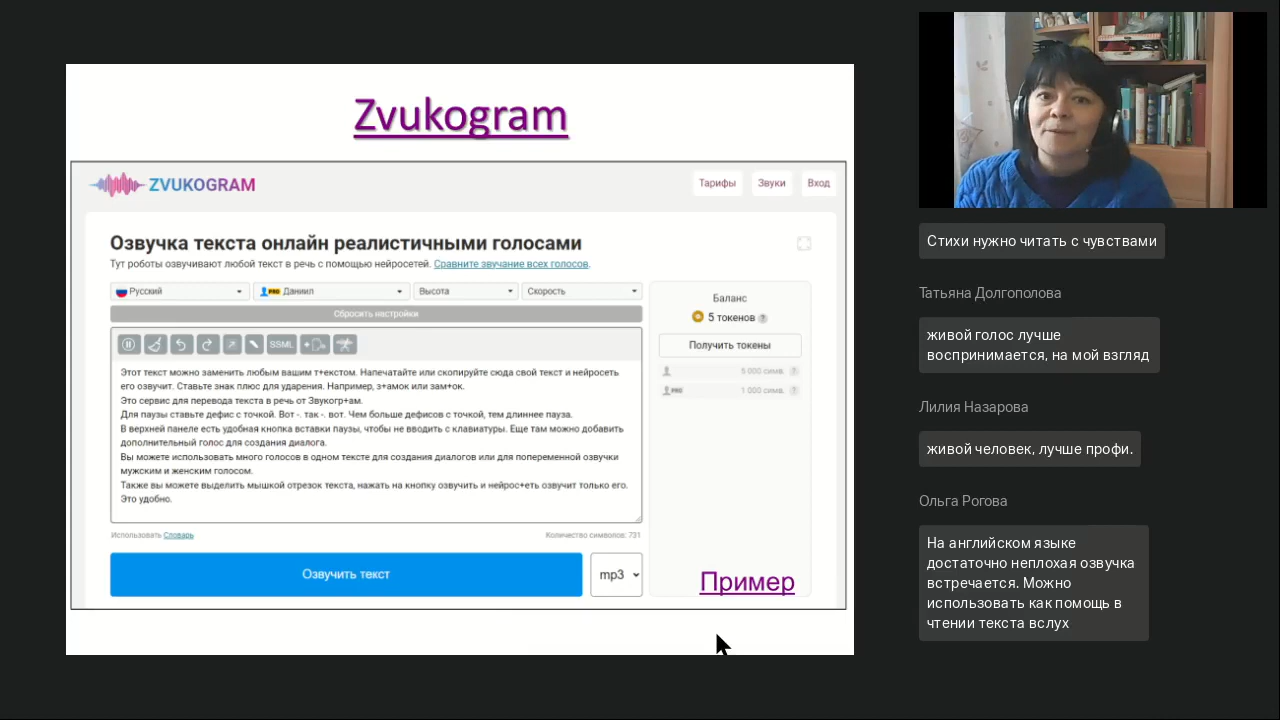 Zvukogram
ZVUKOGRAM
Тарифы Звуки Вход
Озвучка текста онлайн реалистичными голосами
Тут роботы озвучивают любой текст в речь с помощью нейросетей. Сравните звучание всех голосов.
Русский PRO Даниил Высота Скорость
Сбросить настройки
SSML
Этот текст можно заменить любым вашим т+екстом. Напечатайте или скопируйте сюда свой текст и нейросеть
его озвучит. Ставьте знак плюс для ударения. Например, з+амок или зам+ок.
Это сервис для перевода текста в речь от Звукогр+ам.
Для паузы ставьте дефис с точкой. Вот -. так -. вот. Чем больше дефисов с точкой, тем длиннее пауза.
В верхней панеле есть удобная кнопка вставки паузы, чтобы не вводить с клавиатуры. Еще там можно добавить
дополнительный голос для создания диалога.
Вы можете использовать много голосов в одном тексте для создания диалогов или для попеременной озвучки
мужским и женским голосом.
Также вы можете выделить мышкой отрезок текста, нажать на кнопку озвучить и нейрос+еть озвучит только его.
Это удобно.
Использовать Словарь Количество символов: 731
Озвучить текст mp3
Баланс
5 токенов ?
Получить токены
5 000 симв. ?
PRO 1 000 симв. ?
Пример
Стихи нужно читать с чувствами
Татьяна Долгополова
живой голос лучше
воспринимается, на мой взгляд
Лилия Назарова
живой человек, лучше профи.
Ольга Рогова
На английском языке
достаточно неплохая озвучка
встречается. Можно
использовать как помощь в
чтении текста вслух